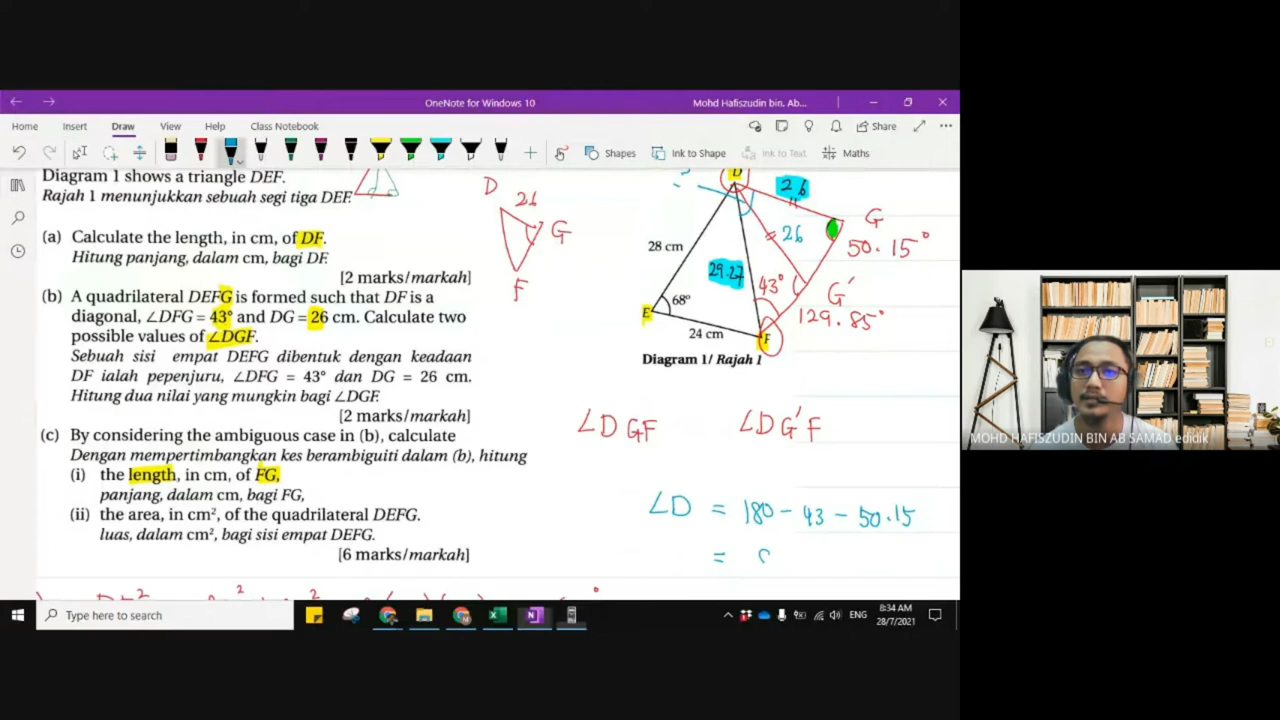 OneNote for Windows 10
Mohd Hafiszudin bin. Ab...
Home Insert Draw View Help Class Notebook
Share
Shapes
Ink to Shape
Ink to Text
Maths
Diagram 1 shows a triangle DEF.
Rajah 1 menunjukkan sebuah segi tiga DEF.
(a) Calculate the length, in cm, of DF.
Hitung panjang, dalam cm, bagi DF.
[2 marks/markah]
(b) A quadrilateral DEFG is formed such that DF is a
diagonal, ∠DFG = 43° and DG = 26 cm. Calculate two
possible values of ∠DGF.
Sebuah sisi empat DEFG dibentuk dengan keadaan
DF ialah pepenjuru, ∠DFG = 43° dan DG = 26 cm.
Hitung dua nilai yang mungkin bagi ∠DGF.
[2 marks/markah]
(c) By considering the ambiguous case in (b), calculate
Dengan mempertimbangkan kes berambiguiti dalam (b), hitung
(i) the length, in cm, of FG,
panjang, dalam cm, bagi FG,
(ii) the area, in cm², of the quadrilateral DEFG.
luas, dalam cm², bagi sisi empat DEFG.
[6 marks/markah]
D
26
G
F
D
26
G
50.15°
26
28 cm
29.27
43°
G'
129.85°
E
68°
24 cm
F
Diagram 1/ Rajah 1
∠DGF ∠DG'F
∠D = 180 - 43 - 50.15
=
MOHD HAFISZUDIN BIN AB SAMAD edidik
Type here to search
ENG
8:34 AM
28/7/2021